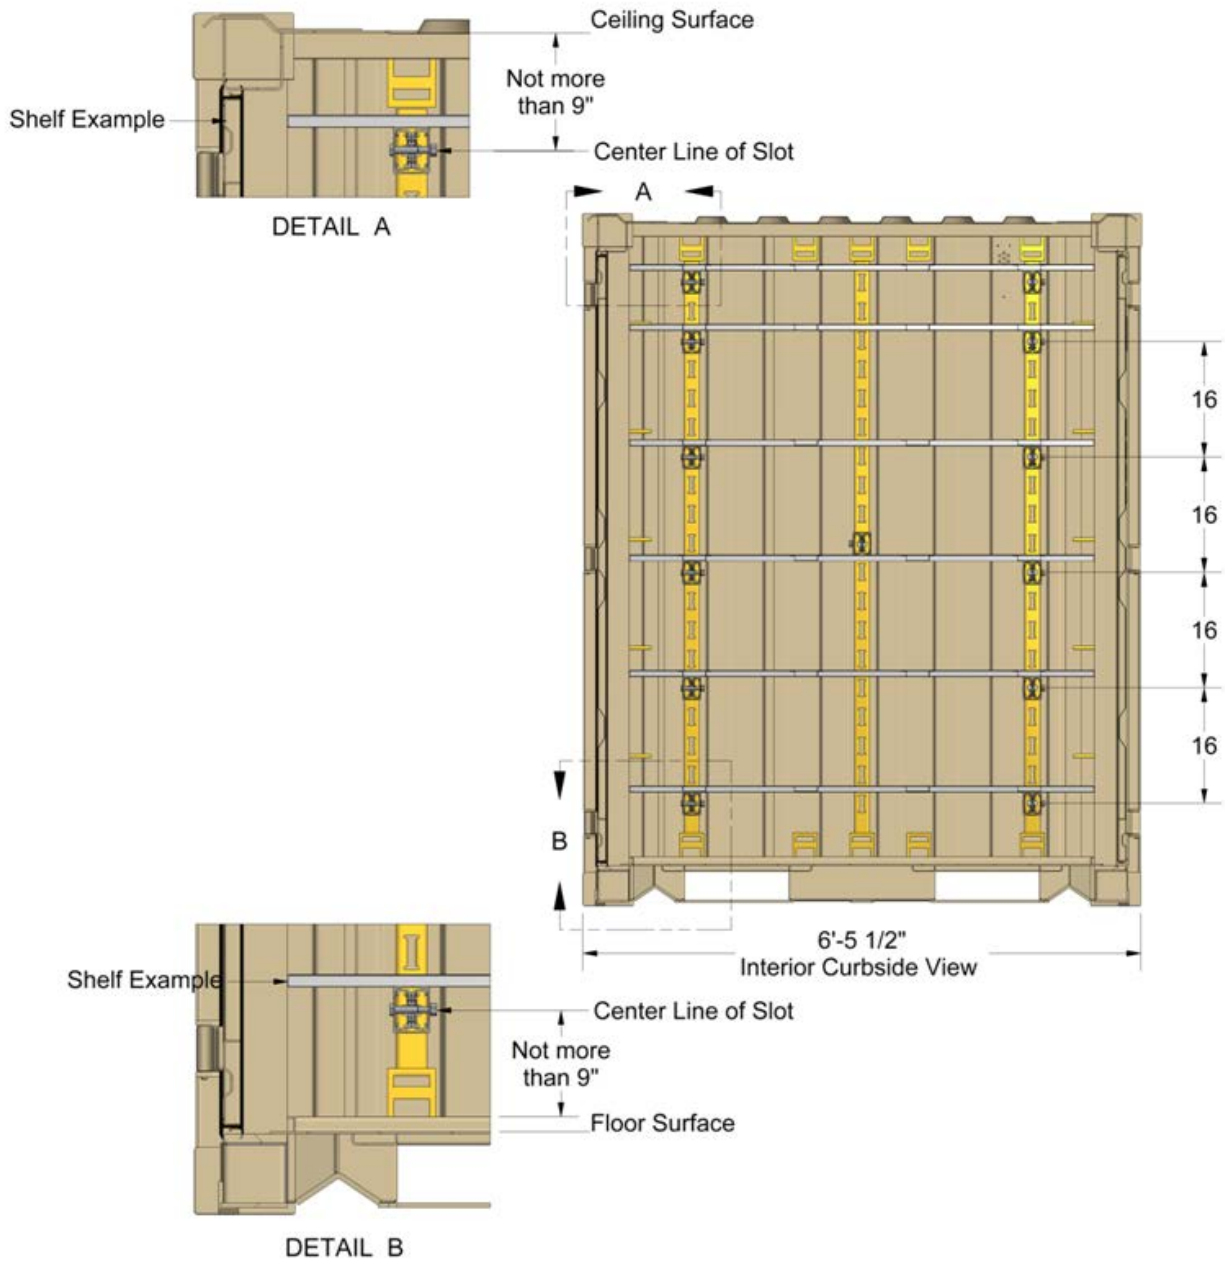 Ceiling Surface
Not more
than 9"
Shelf Example
Center Line of Slot
DETAIL A
A
16
16
16
16
B
6'-5 1/2"
Interior Curbside View
Shelf Example
Center Line of Slot
Not more
than 9"
Floor Surface
DETAIL B